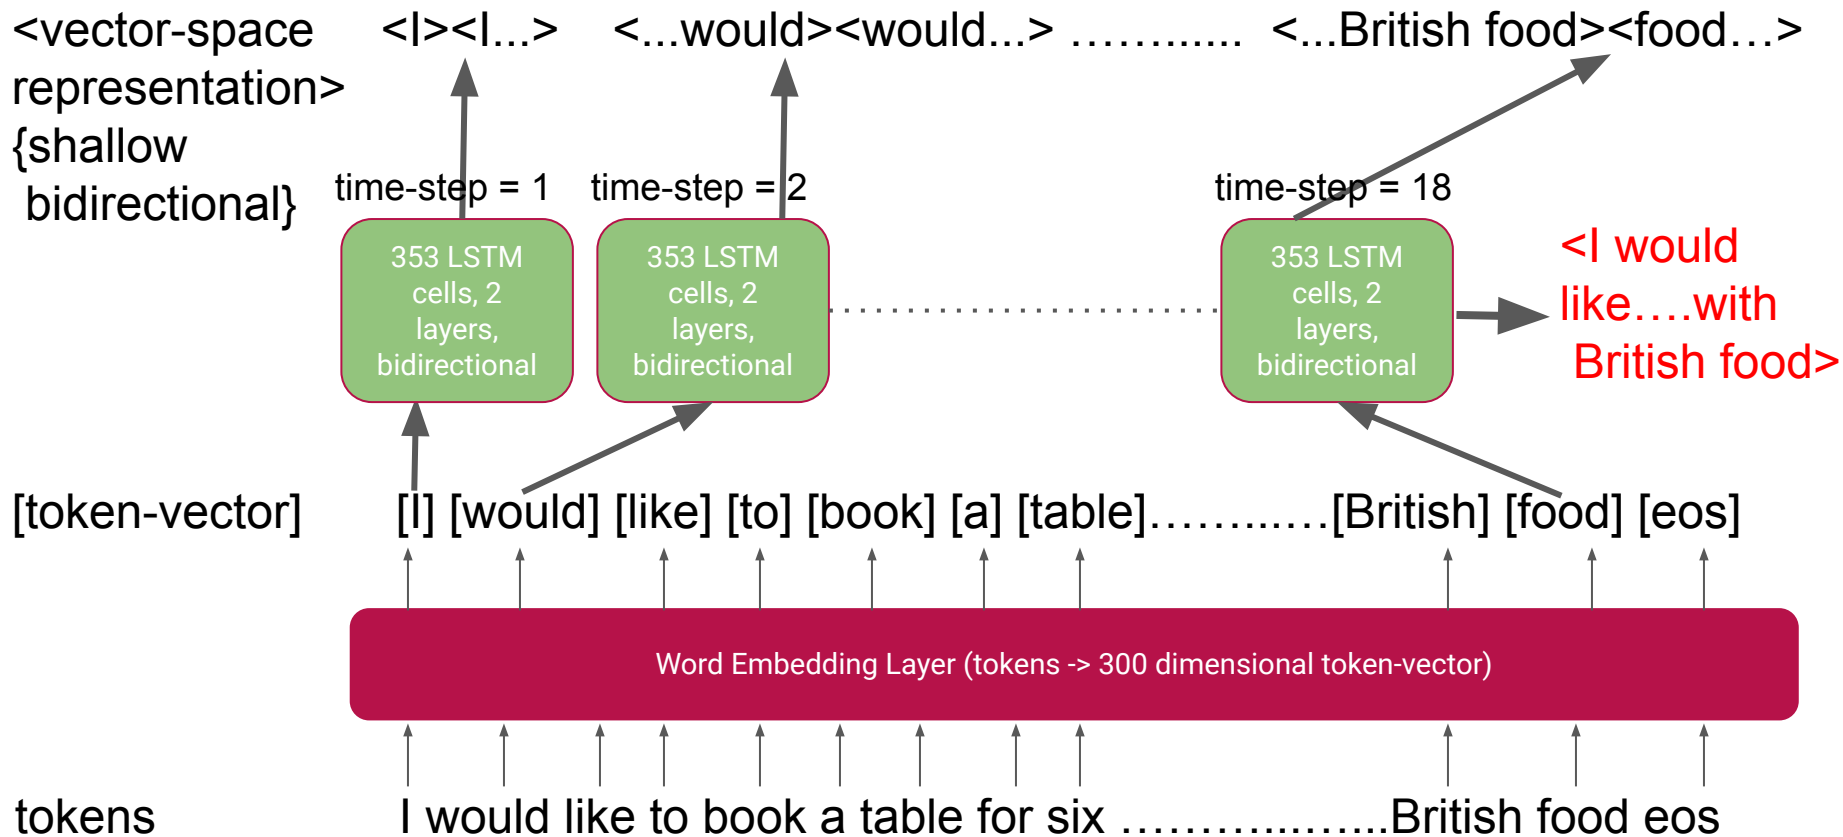 <vector-space <I><I...> <...would><would...> ............ <...British food><food...>
representation>
{shallow
bidirectional}
time-step = 1 time-step = 2 time-step = 18
353 LSTM
cells, 2
layers,
bidirectional
353 LSTM
cells, 2
layers,
bidirectional
353 LSTM
cells, 2
layers,
bidirectional
<I would
like….with
British food>
[token-vector] [I] [would] [like] [to] [book] [a] [table]……...…[British] [food] [eos]
Word Embedding Layer (tokens -> 300 dimensional token-vector)
tokens I would like to book a table for six ………...…...British food eos